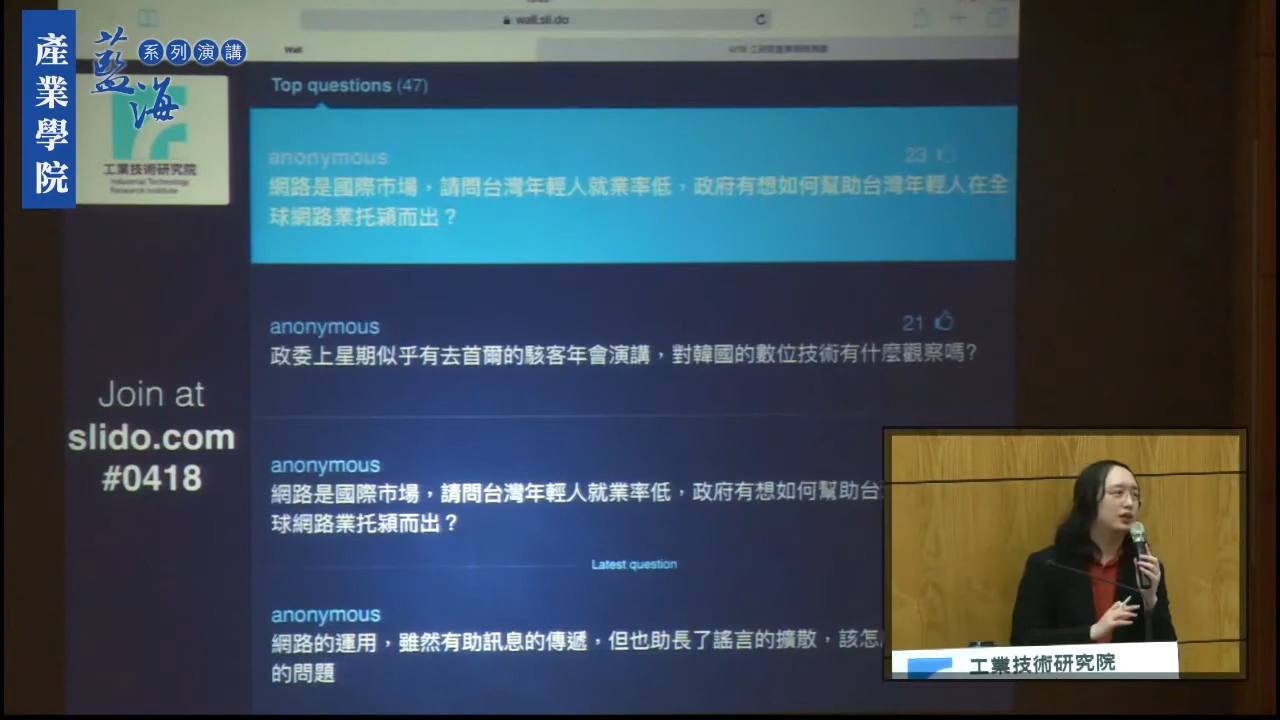 產業學院
藍海
系列演講
wall.sli.do
Wall
工業技術研究院
Industrial Technology
Research Institute
Top questions (47)
anonymous
23
網路是國際市場，請問台灣年輕人就業率低，政府有想如何幫助台灣年輕人在全
球網路業托穎而出？
anonymous
21
政委上星期似乎有去首爾的駭客年會演講，對韓國的數位技術有什麼觀察嗎?
Join at
slido.com
#0418
anonymous
網路是國際市場，請問台灣年輕人就業率低，政府有想如何幫助台
球網路業托穎而出？
Latest question
anonymous
網路的運用，雖然有助訊息的傳遞，但也助長了謠言的擴散，該怎
的問題
工業技術研究院